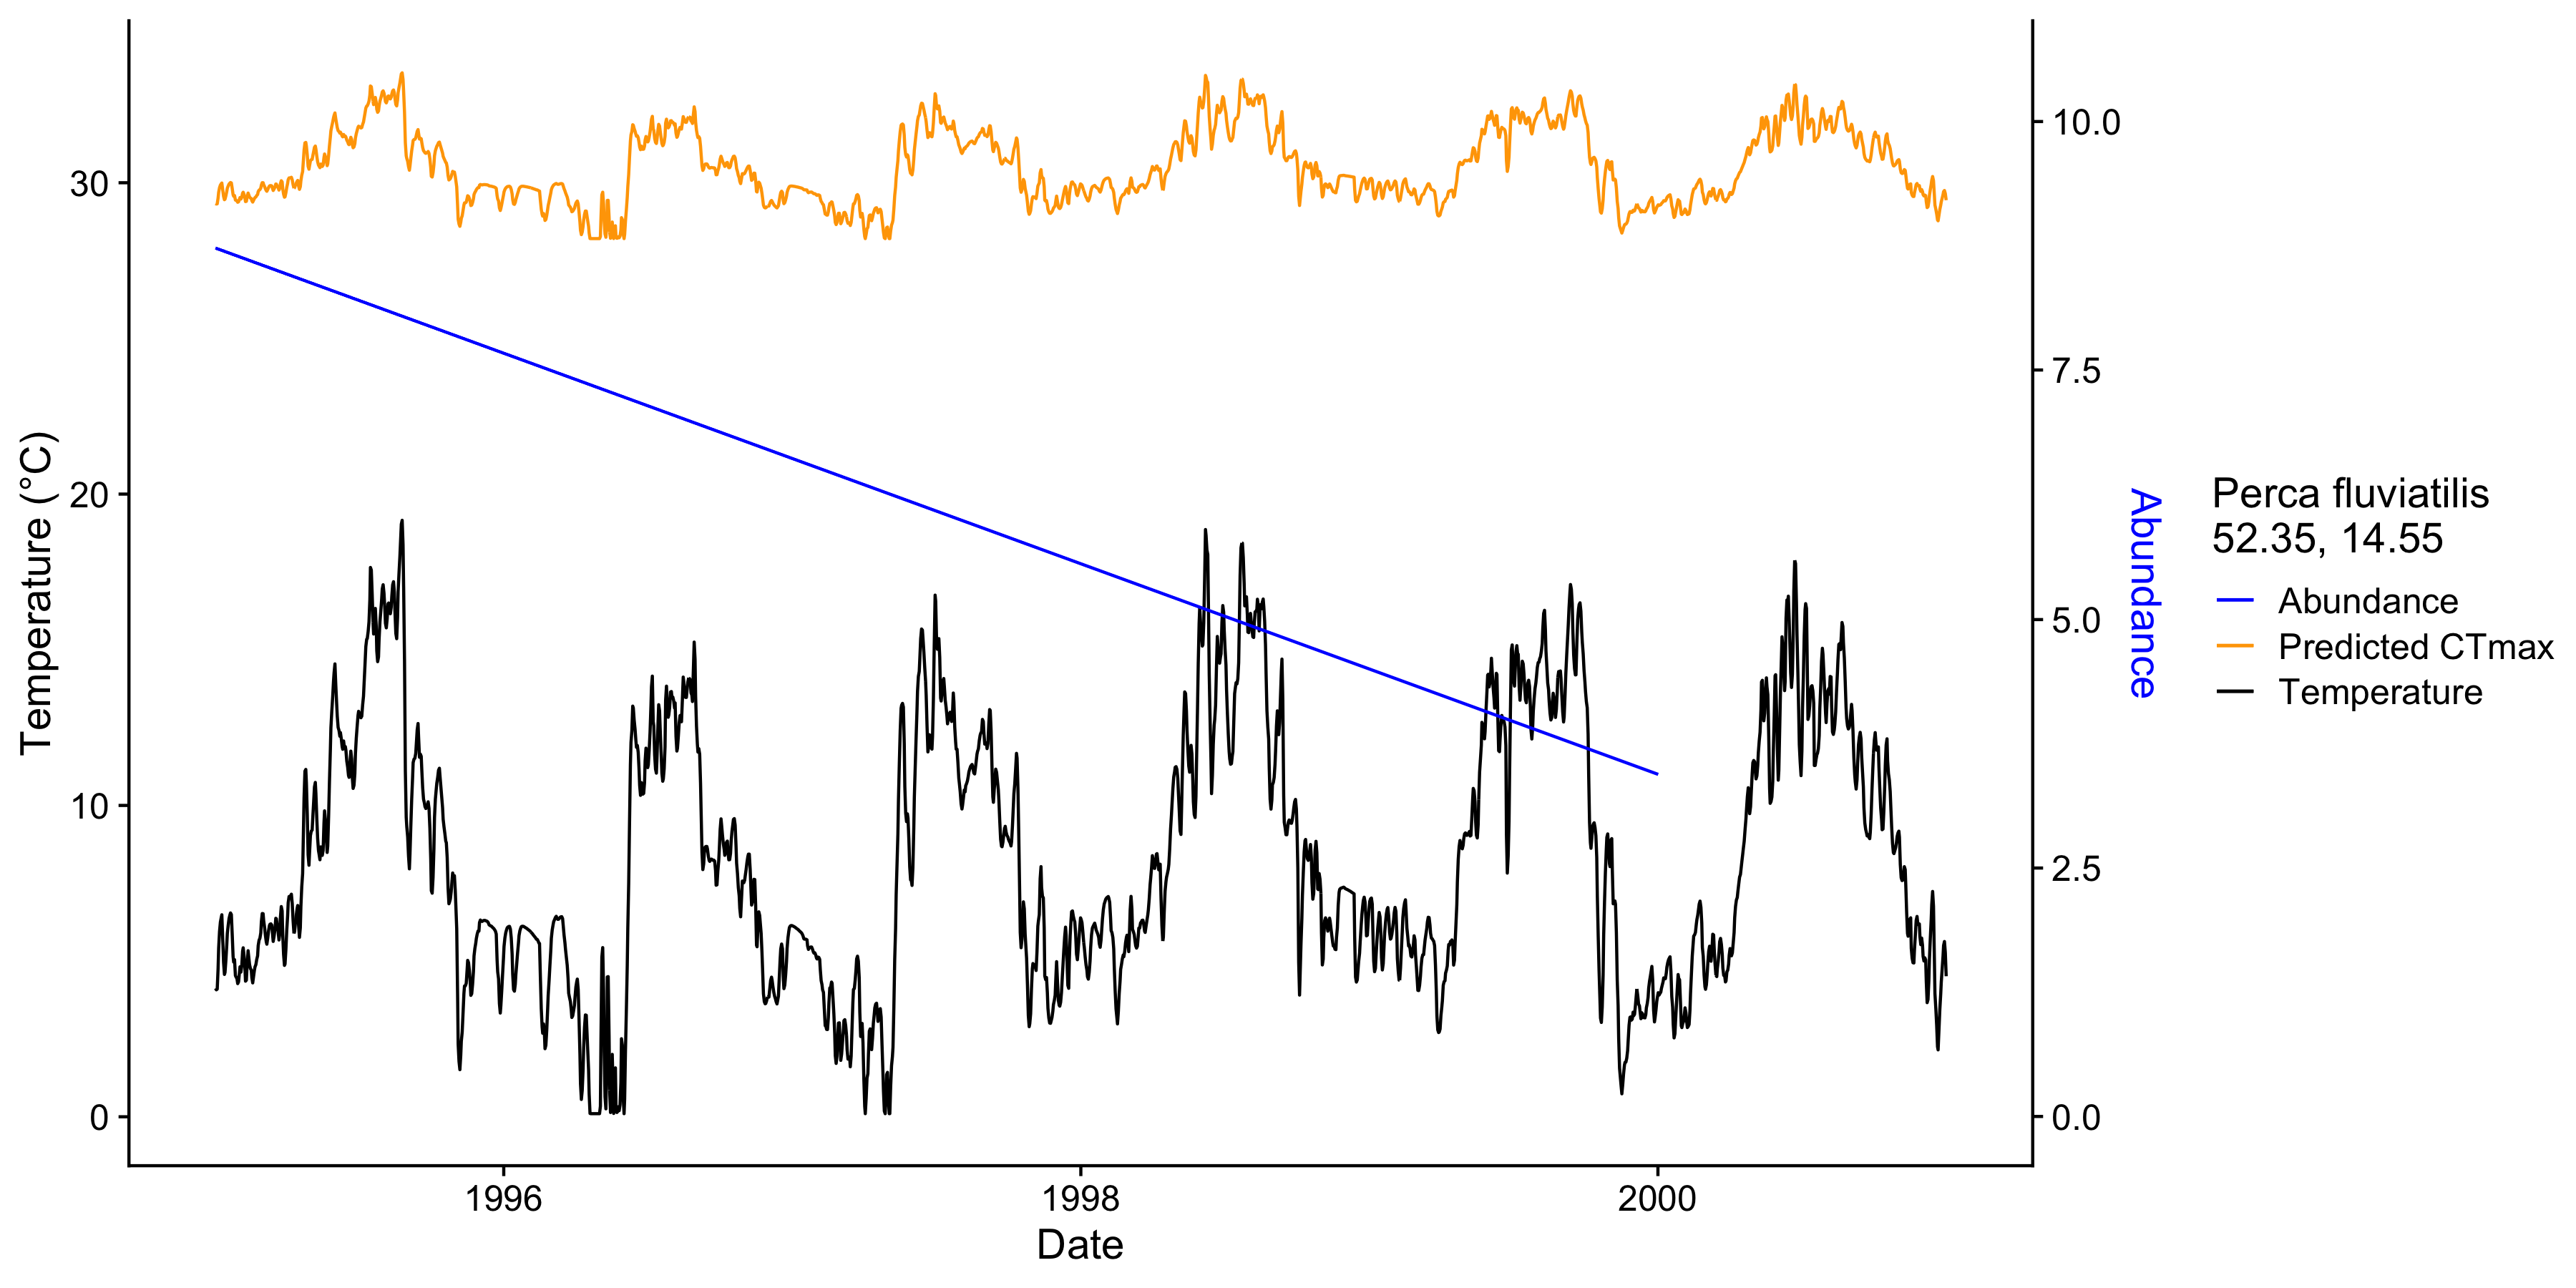 Temperature (°C)
30
20
10
0
1996
1998
2000
Date
10.0
7.5
5.0
2.5
0.0
Abundance
Perca fluviatilis
52.35, 14.55
Abundance
Predicted CTmax
Temperature